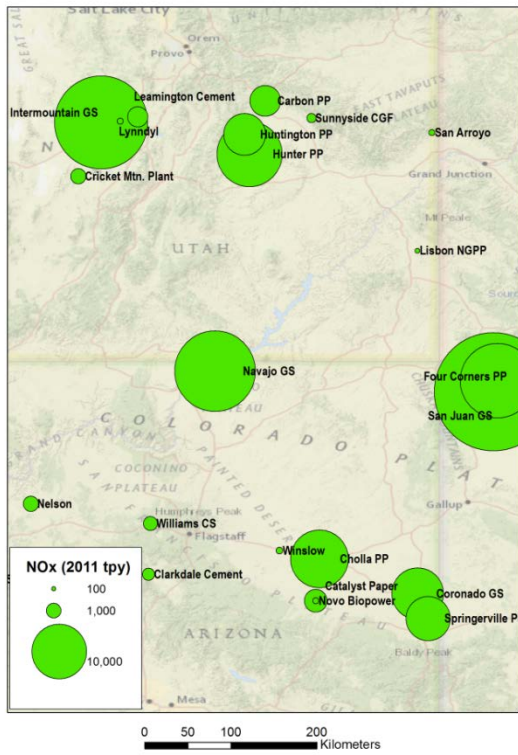 Salt Lake City
Orem
Provo
Leamington Cement
Carbon PP
Intermountain GS
Lynndyl
Sunnyside CGF
EAST TAVAPUTS
PLATEAU
Huntington PP
San Arroyo
Hunter PP
Cricket Mtn. Plant
Grand Junction
Mt Peale
UTAH
Lisbon NGPP
Navajo GS
Four Corners PP
San Juan GS
COLORADO PLAT
GRAND CANYON
COCONINO
PLATEAU
PAINTED DESERT
Nelson
Gallup
Humphreys Peak
Williams CS
Flagstaff
Winslow
Cholla PP
Clarkdale Cement
Catalyst Paper
Novo Biopower
Coronado GS
Springerville P
ARIZONA
Baldy Peak
Mesa
NOx (2011 tpy)
100
1,000
10,000
0 50 100 200
Kilometers